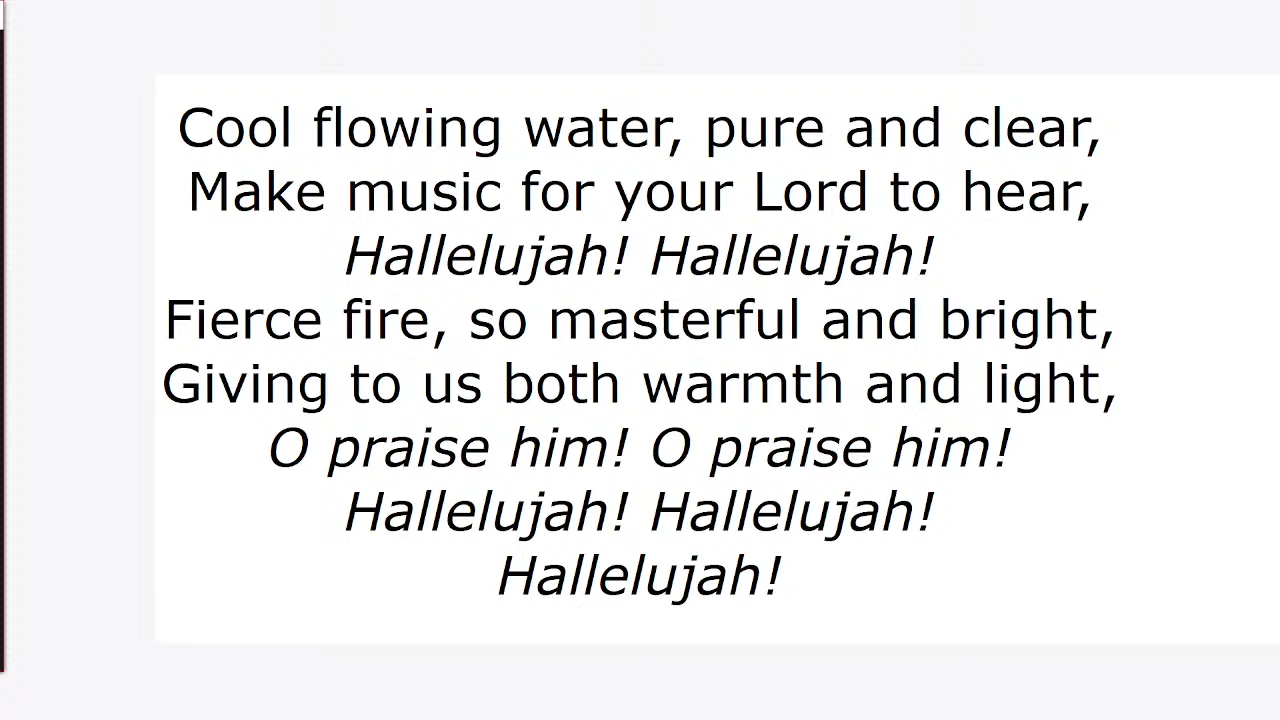 Cool flowing water, pure and clear,
Make music for your Lord to hear,
Hallelujah! Hallelujah!
Fierce fire, so masterful and bright,
Giving to us both warmth and light,
O praise him! O praise him!
Hallelujah! Hallelujah!
Hallelujah!